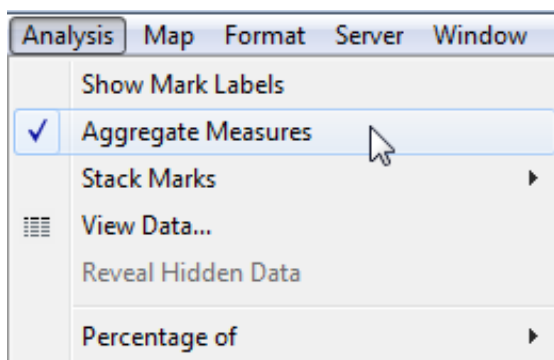 Analysis Map Format Server Window
Show Mark Labels
Aggregate Measures
Stack Marks
View Data...
Reveal Hidden Data
Percentage of